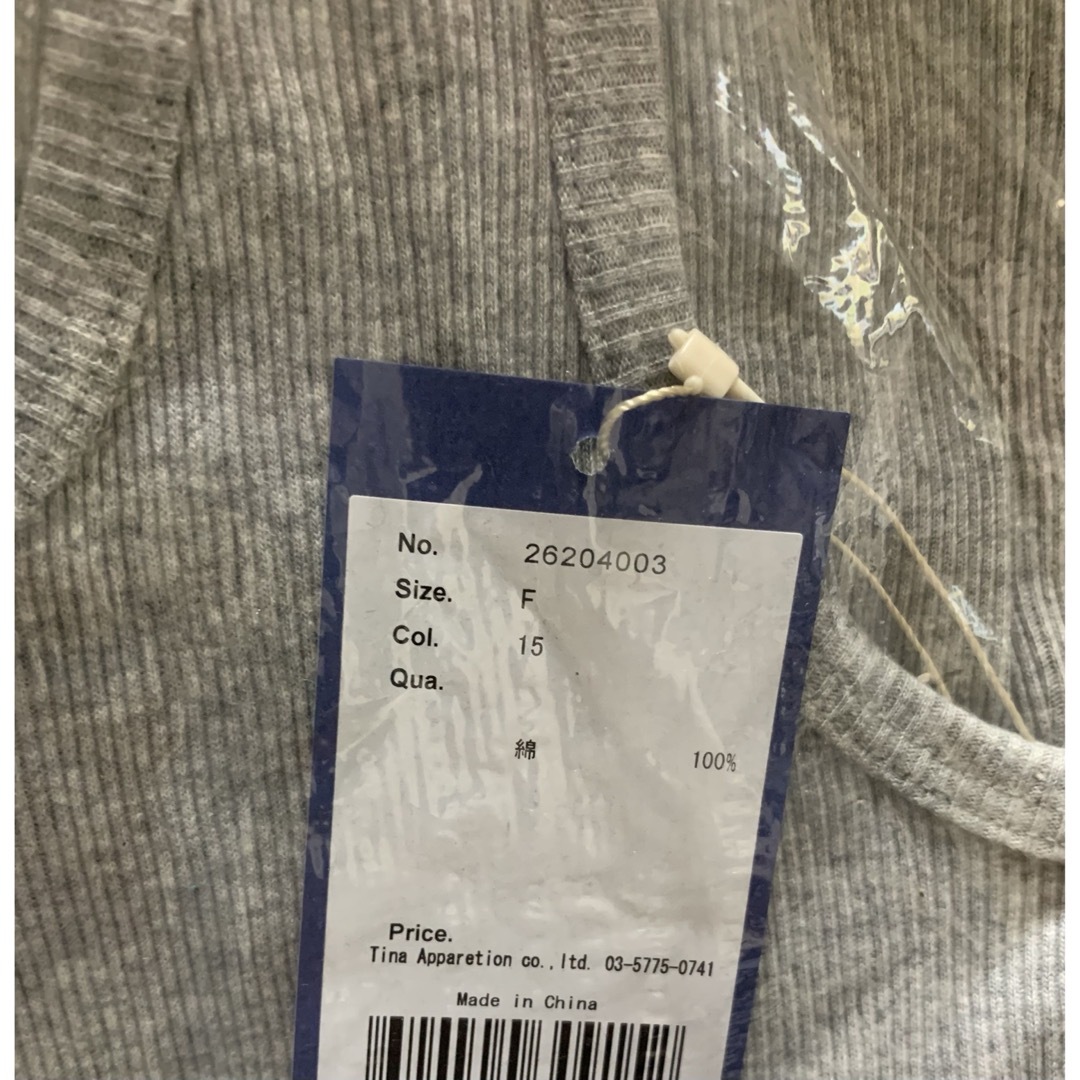 No. 26204003
Size. F
Col. 15
Qua.
綿 100%
Price.
Tina Apparetion co.,ltd. 03-5775-0741
Made in China